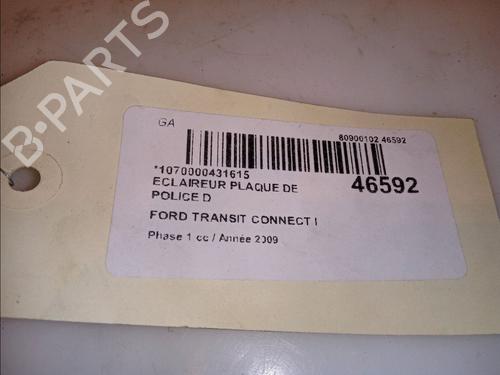 B-PARTS
GA
80900102 46592
*1070000431615
46592
ECLAIREUR PLAQUE DE
POLICE D
FORD TRANSIT CONNECT I
Phase 1 cc / Année 2009